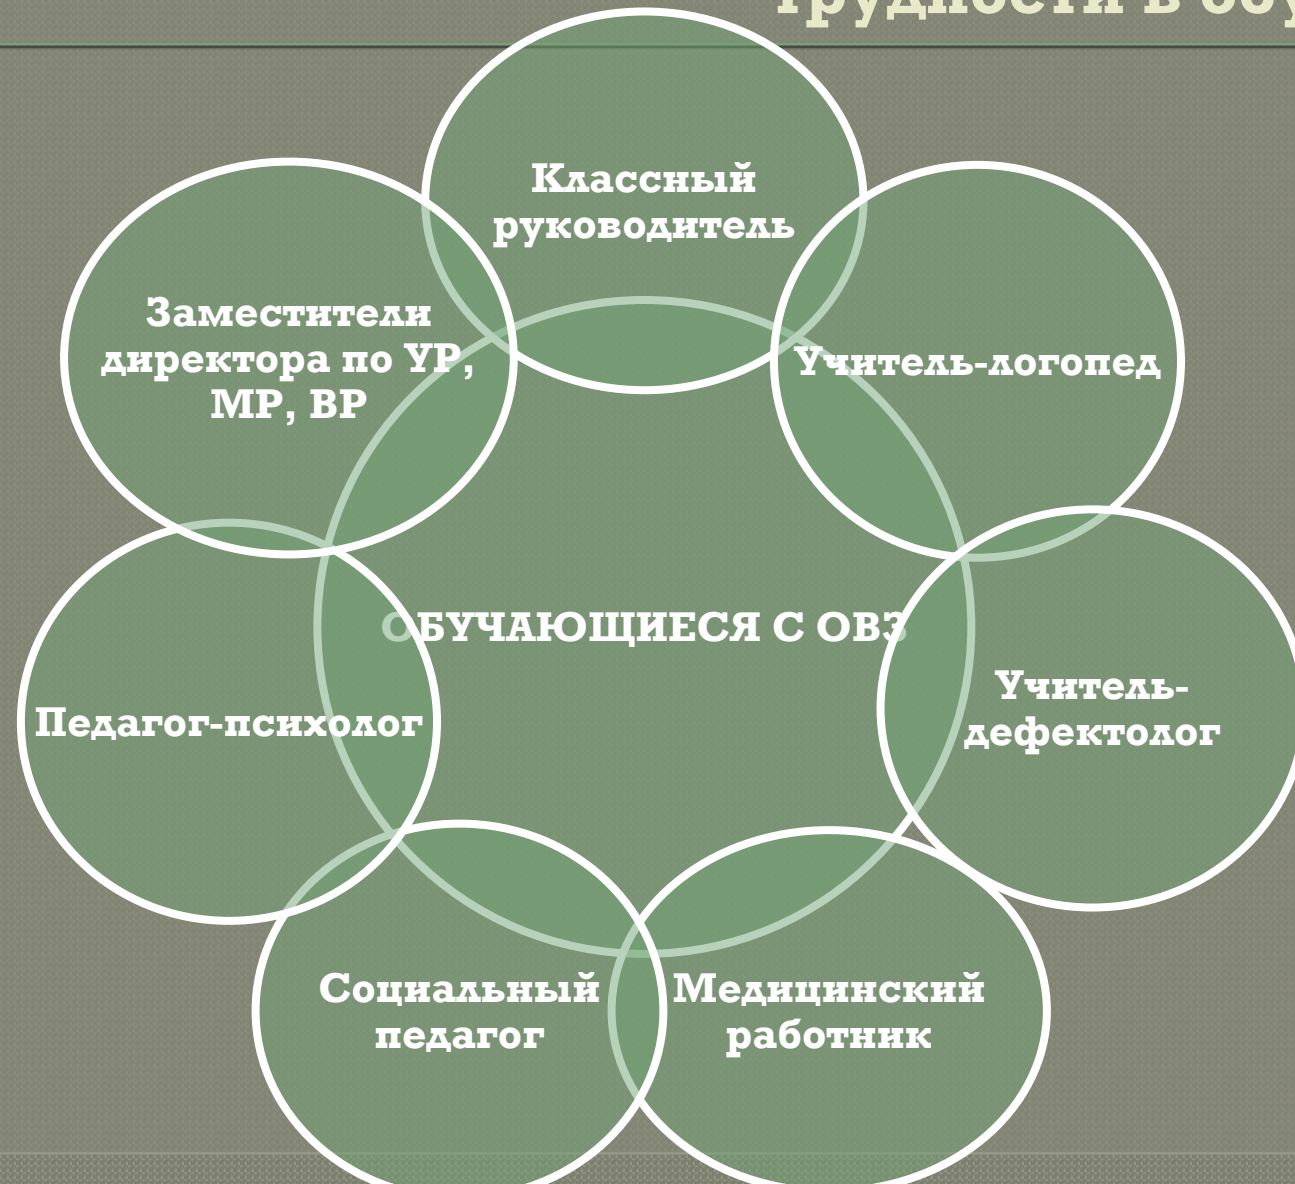 трудности в
Классный
руководитель
Заместители
директора по УР,
МР, ВР
Учитель-логопед
ОБУЧАЮЩИЕСЯ С ОВЗ
Учитель-
дефектолог
Педагог-психолог
Социальный
педагог
Медицинский
работник